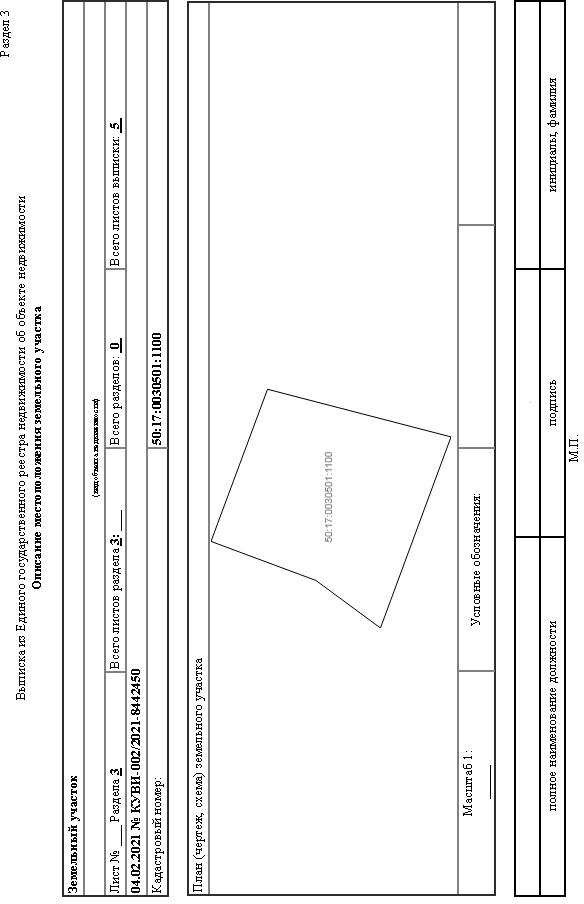 Раздел 3
Выписка из Единого государственного реестра недвижимости об объекте недвижимости
Описание местоположения земельного участка
Земельный участок
(вид объекта недвижимости)
Лист № ___ Раздела 3
Всего листов раздела 3: ___
Всего разделов: 0
Всего листов выписки: 5
04.02.2021 № КУВИ-002/2021-8442450
Кадастровый номер:
50:17:0030501:1100
План (чертеж, схема) земельного участка
50:17:0030501:1100
Масштаб 1: ___
Условные обозначения:
полное наименование должности
подпись
инициалы, фамилия
М.П.